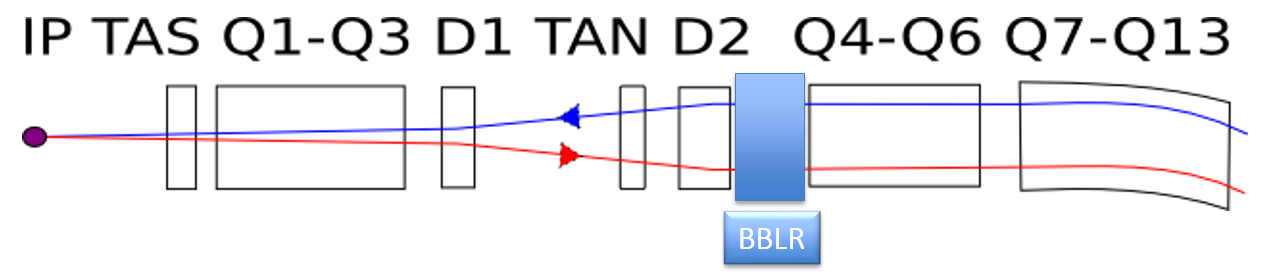 IP TAS Q1-Q3 D1 TAN D2 Q4-Q6 Q7-Q13
BBLR